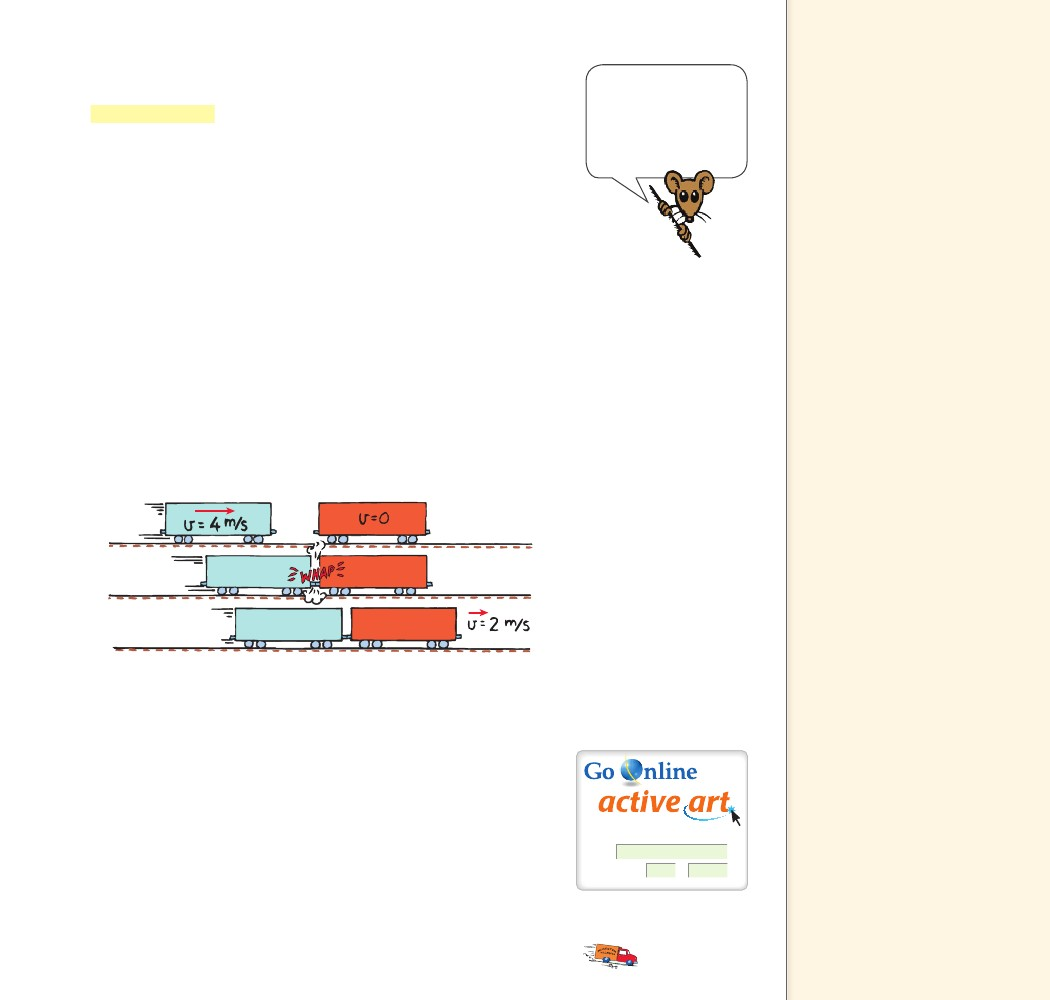 v = 4 m/s
v=0
WHAP
v=2 m/s
Go Online
active art